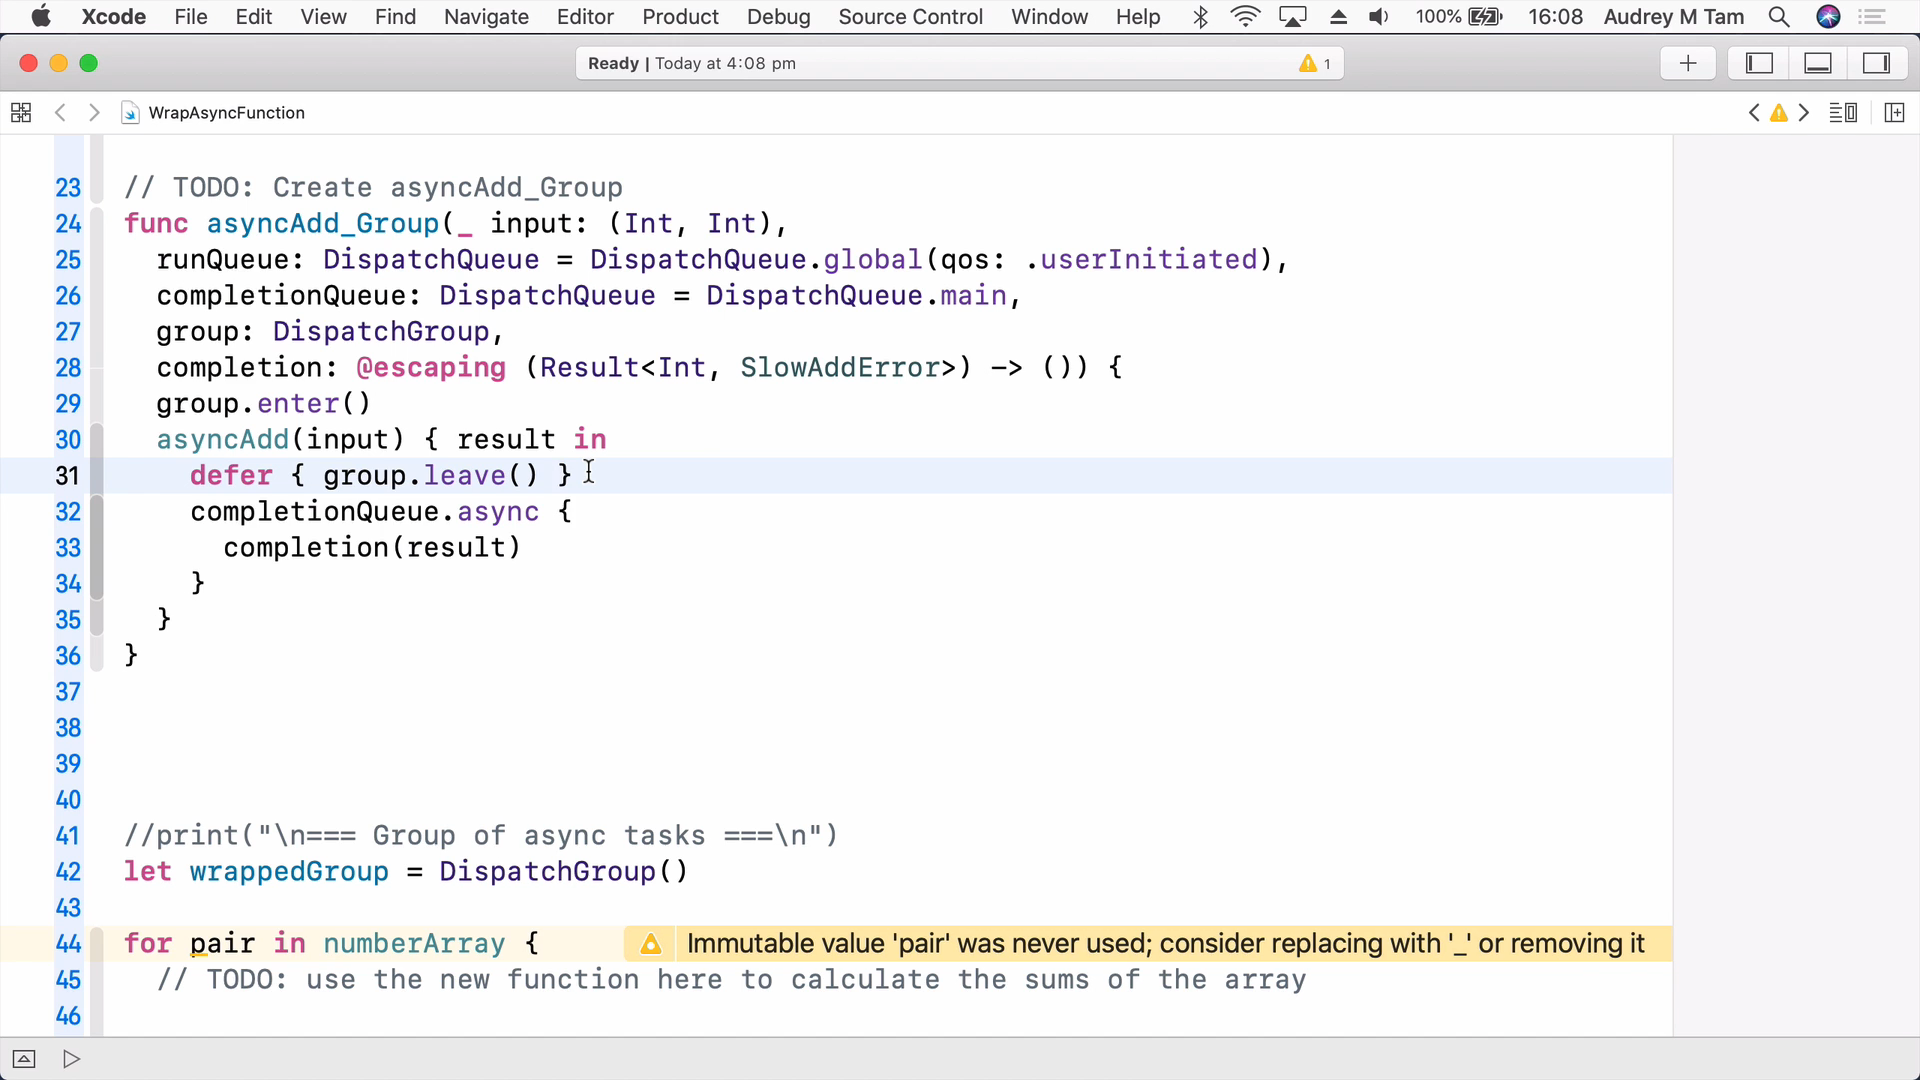 Xcode File Edit View Find Navigate Editor Product Debug Source Control Window Help 100% 16:08 Audrey M Tam
Ready | Today at 4:08 pm 1
WrapAsyncFunction
23 // TODO: Create asyncAdd_Group
24 func asyncAdd_Group(_ input: (Int, Int),
25 runQueue: DispatchQueue = DispatchQueue.global(qos: .userInitiated),
26 completionQueue: DispatchQueue = DispatchQueue.main,
27 group: DispatchGroup,
28 completion: @escaping (Result<Int, SlowAddError>) -> ()) {
29 group.enter()
30 asyncAdd(input) { result in
31 defer { group.leave() }
32 completionQueue.async {
33 completion(result)
34 }
35 }
36 }
37
38
39
40
41 //print("\n=== Group of async tasks ===\n")
42 let wrappedGroup = DispatchGroup()
43
44 for pair in numberArray { Immutable value 'pair' was never used; consider replacing with '_' or removing it
45 // TODO: use the new function here to calculate the sums of the array
46